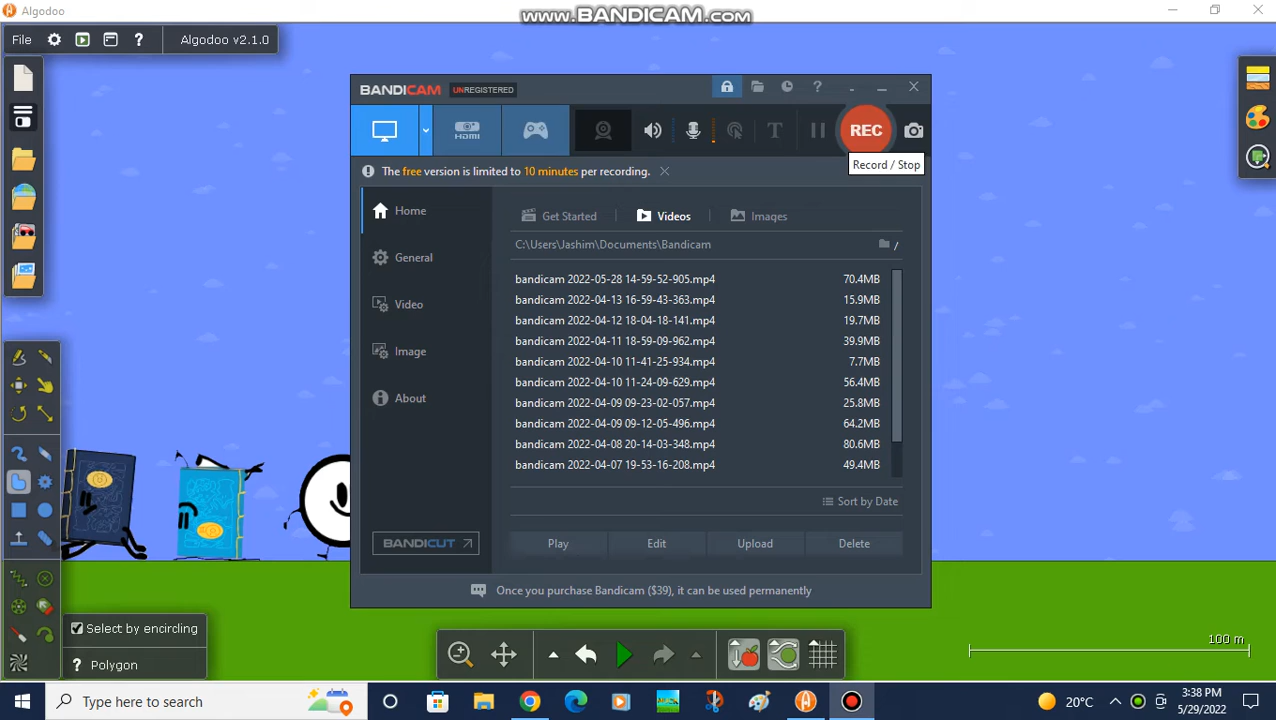 Algodoo
www.BANDICAM.com
File ? Algodoo v2.1.0
BANDICAM UNREGISTERED
?
HDMI T REC
Record / Stop
The free version is limited to 10 minutes per recording.
Home
General
Video
Image
About
BANDICUT
Get Started Videos Images
C:\Users\Jashim\Documents\Bandicam /
bandicam 2022-05-28 14-59-52-905.mp4 70.4MB
bandicam 2022-04-13 16-59-43-363.mp4 15.9MB
bandicam 2022-04-12 18-04-18-141.mp4 19.7MB
bandicam 2022-04-11 18-59-09-962.mp4 39.9MB
bandicam 2022-04-10 11-41-25-934.mp4 7.7MB
bandicam 2022-04-10 11-24-09-629.mp4 56.4MB
bandicam 2022-04-09 09-23-02-057.mp4 25.8MB
bandicam 2022-04-09 09-12-05-496.mp4 64.2MB
bandicam 2022-04-08 20-14-03-348.mp4 80.6MB
bandicam 2022-04-07 19-53-16-208.mp4 49.4MB
Sort by Date
Play Edit Upload Delete
Once you purchase Bandicam ($39), it can be used permanently
Select by encircling
? Polygon
100 m
Type here to search
20°C
3:38 PM
5/29/2022